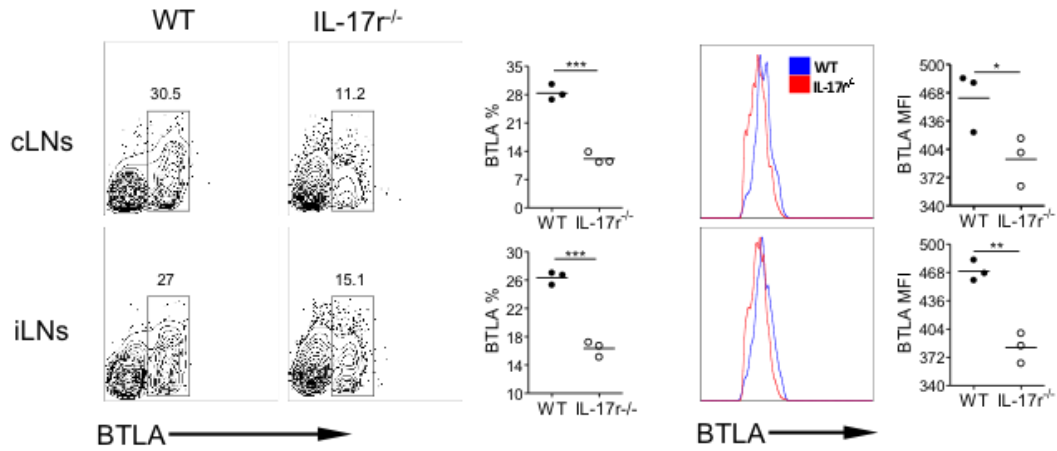 WT IL-17r-/-
cLNs
30.5 11.2
BTLA %
35
28
21
14
7
0
***
WT IL-17r-/-
WT
IL-17r-/-
BTLA MFI
500
468
436
404
372
340
*
WT IL-17r-/-
iLNs
27 15.1
BTLA %
30
26
22
18
14
10
***
WT IL-17r-/-
BTLA MFI
500
468
436
404
372
340
**
WT IL-17r-/-
BTLA
BTLA